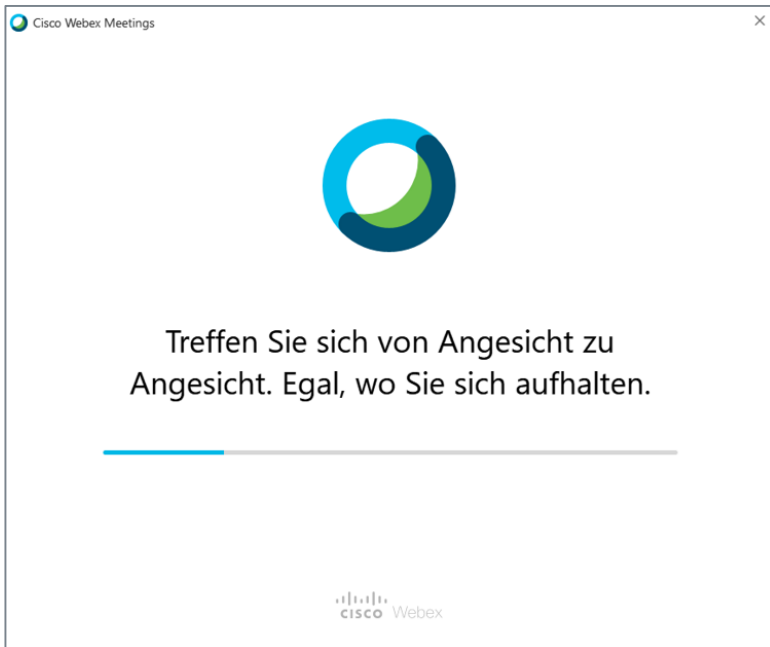 Cisco Webex Meetings
Treffen Sie sich von Angesicht zu
Angesicht. Egal, wo Sie sich aufhalten.
CISCO Webex